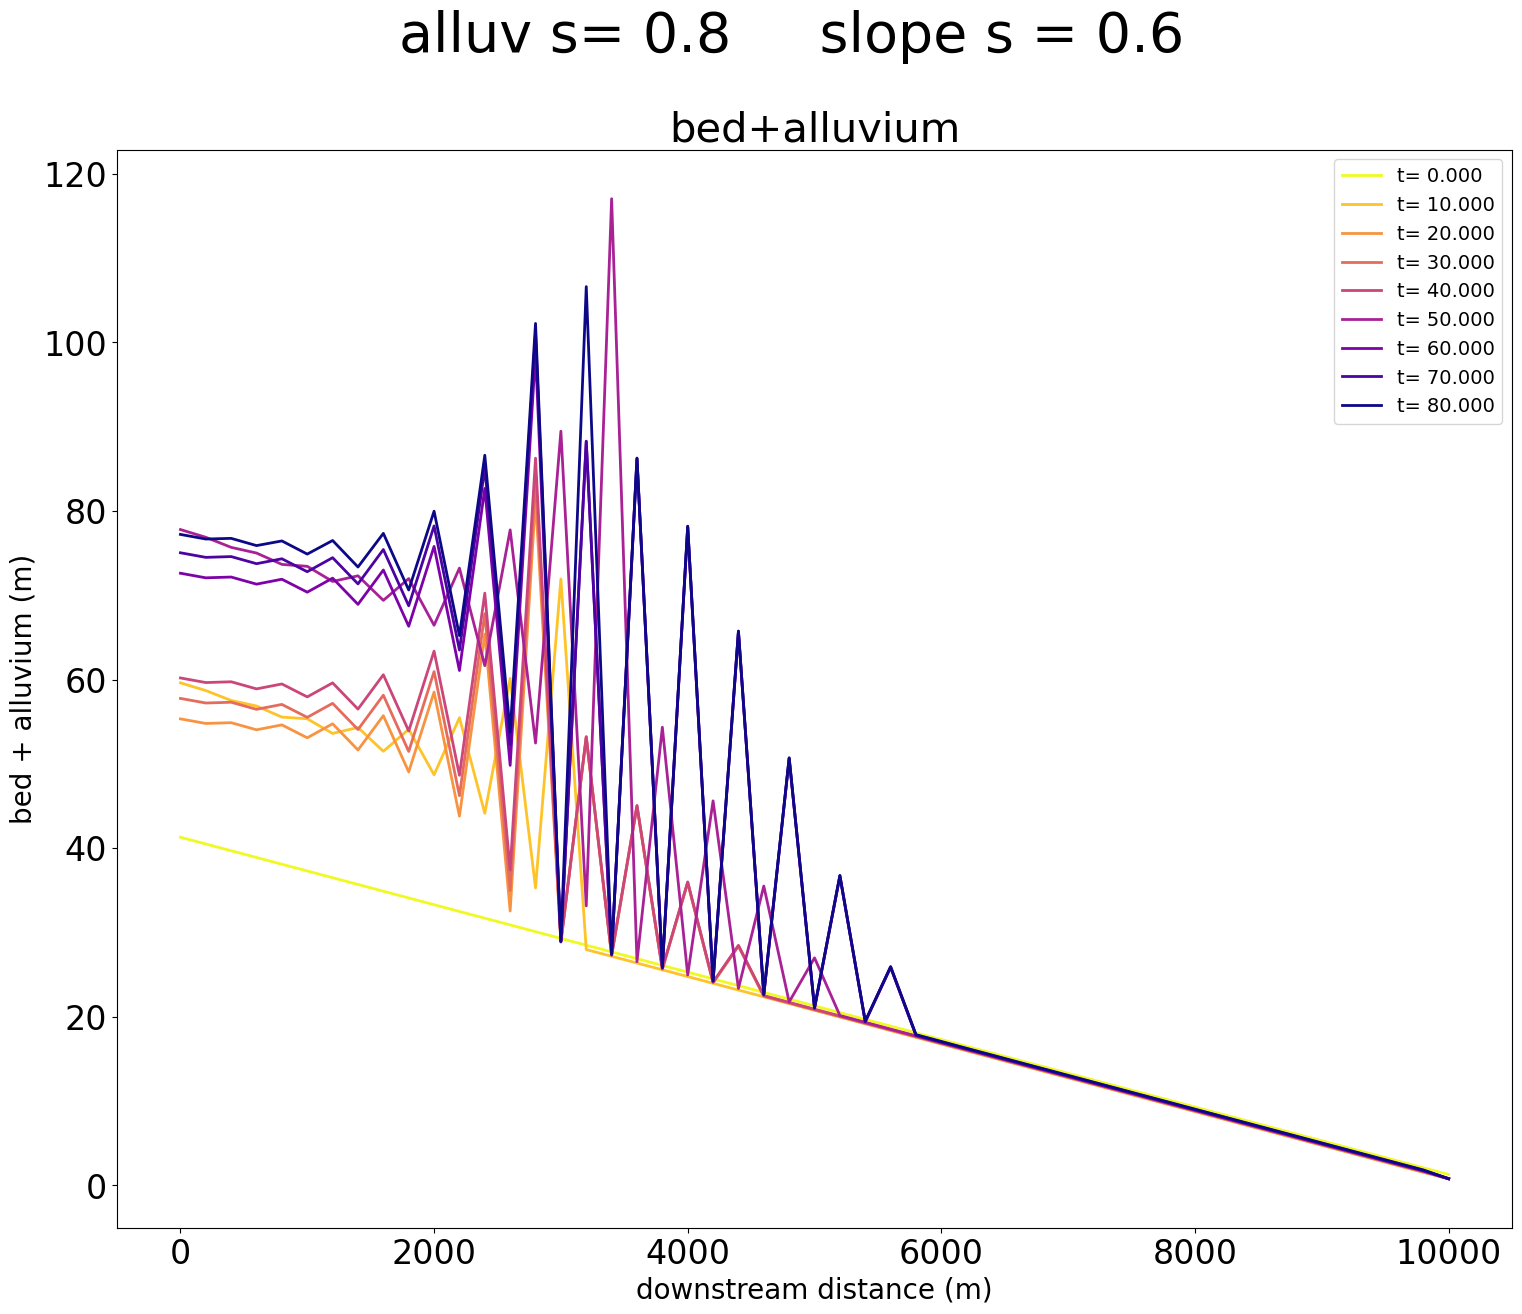 alluv s= 0.8     slope s = 0.6
bed+alluvium
120
100
80
60
40
20
0
bed + alluvium (m)
t= 0.000
t= 10.000
t= 20.000
t= 30.000
t= 40.000
t= 50.000
t= 60.000
t= 70.000
t= 80.000
0 2000 4000 6000 8000 10000
downstream distance (m)